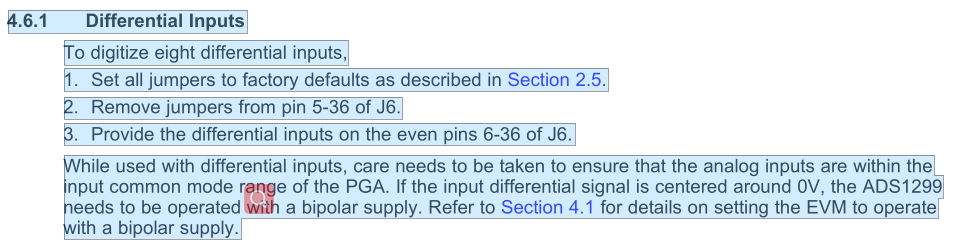 4.6.1 Differential Inputs
To digitize eight differential inputs,
1. Set all jumpers to factory defaults as described in Section 2.5.
2. Remove jumpers from pin 5-36 of J6.
3. Provide the differential inputs on the even pins 6-36 of J6.
While used with differential inputs, care needs to be taken to ensure that the analog inputs are within the
input common mode range of the PGA. If the input differential signal is centered around 0V, the ADS1299
needs to be operated with a bipolar supply. Refer to Section 4.1 for details on setting the EVM to operate
with a bipolar supply.